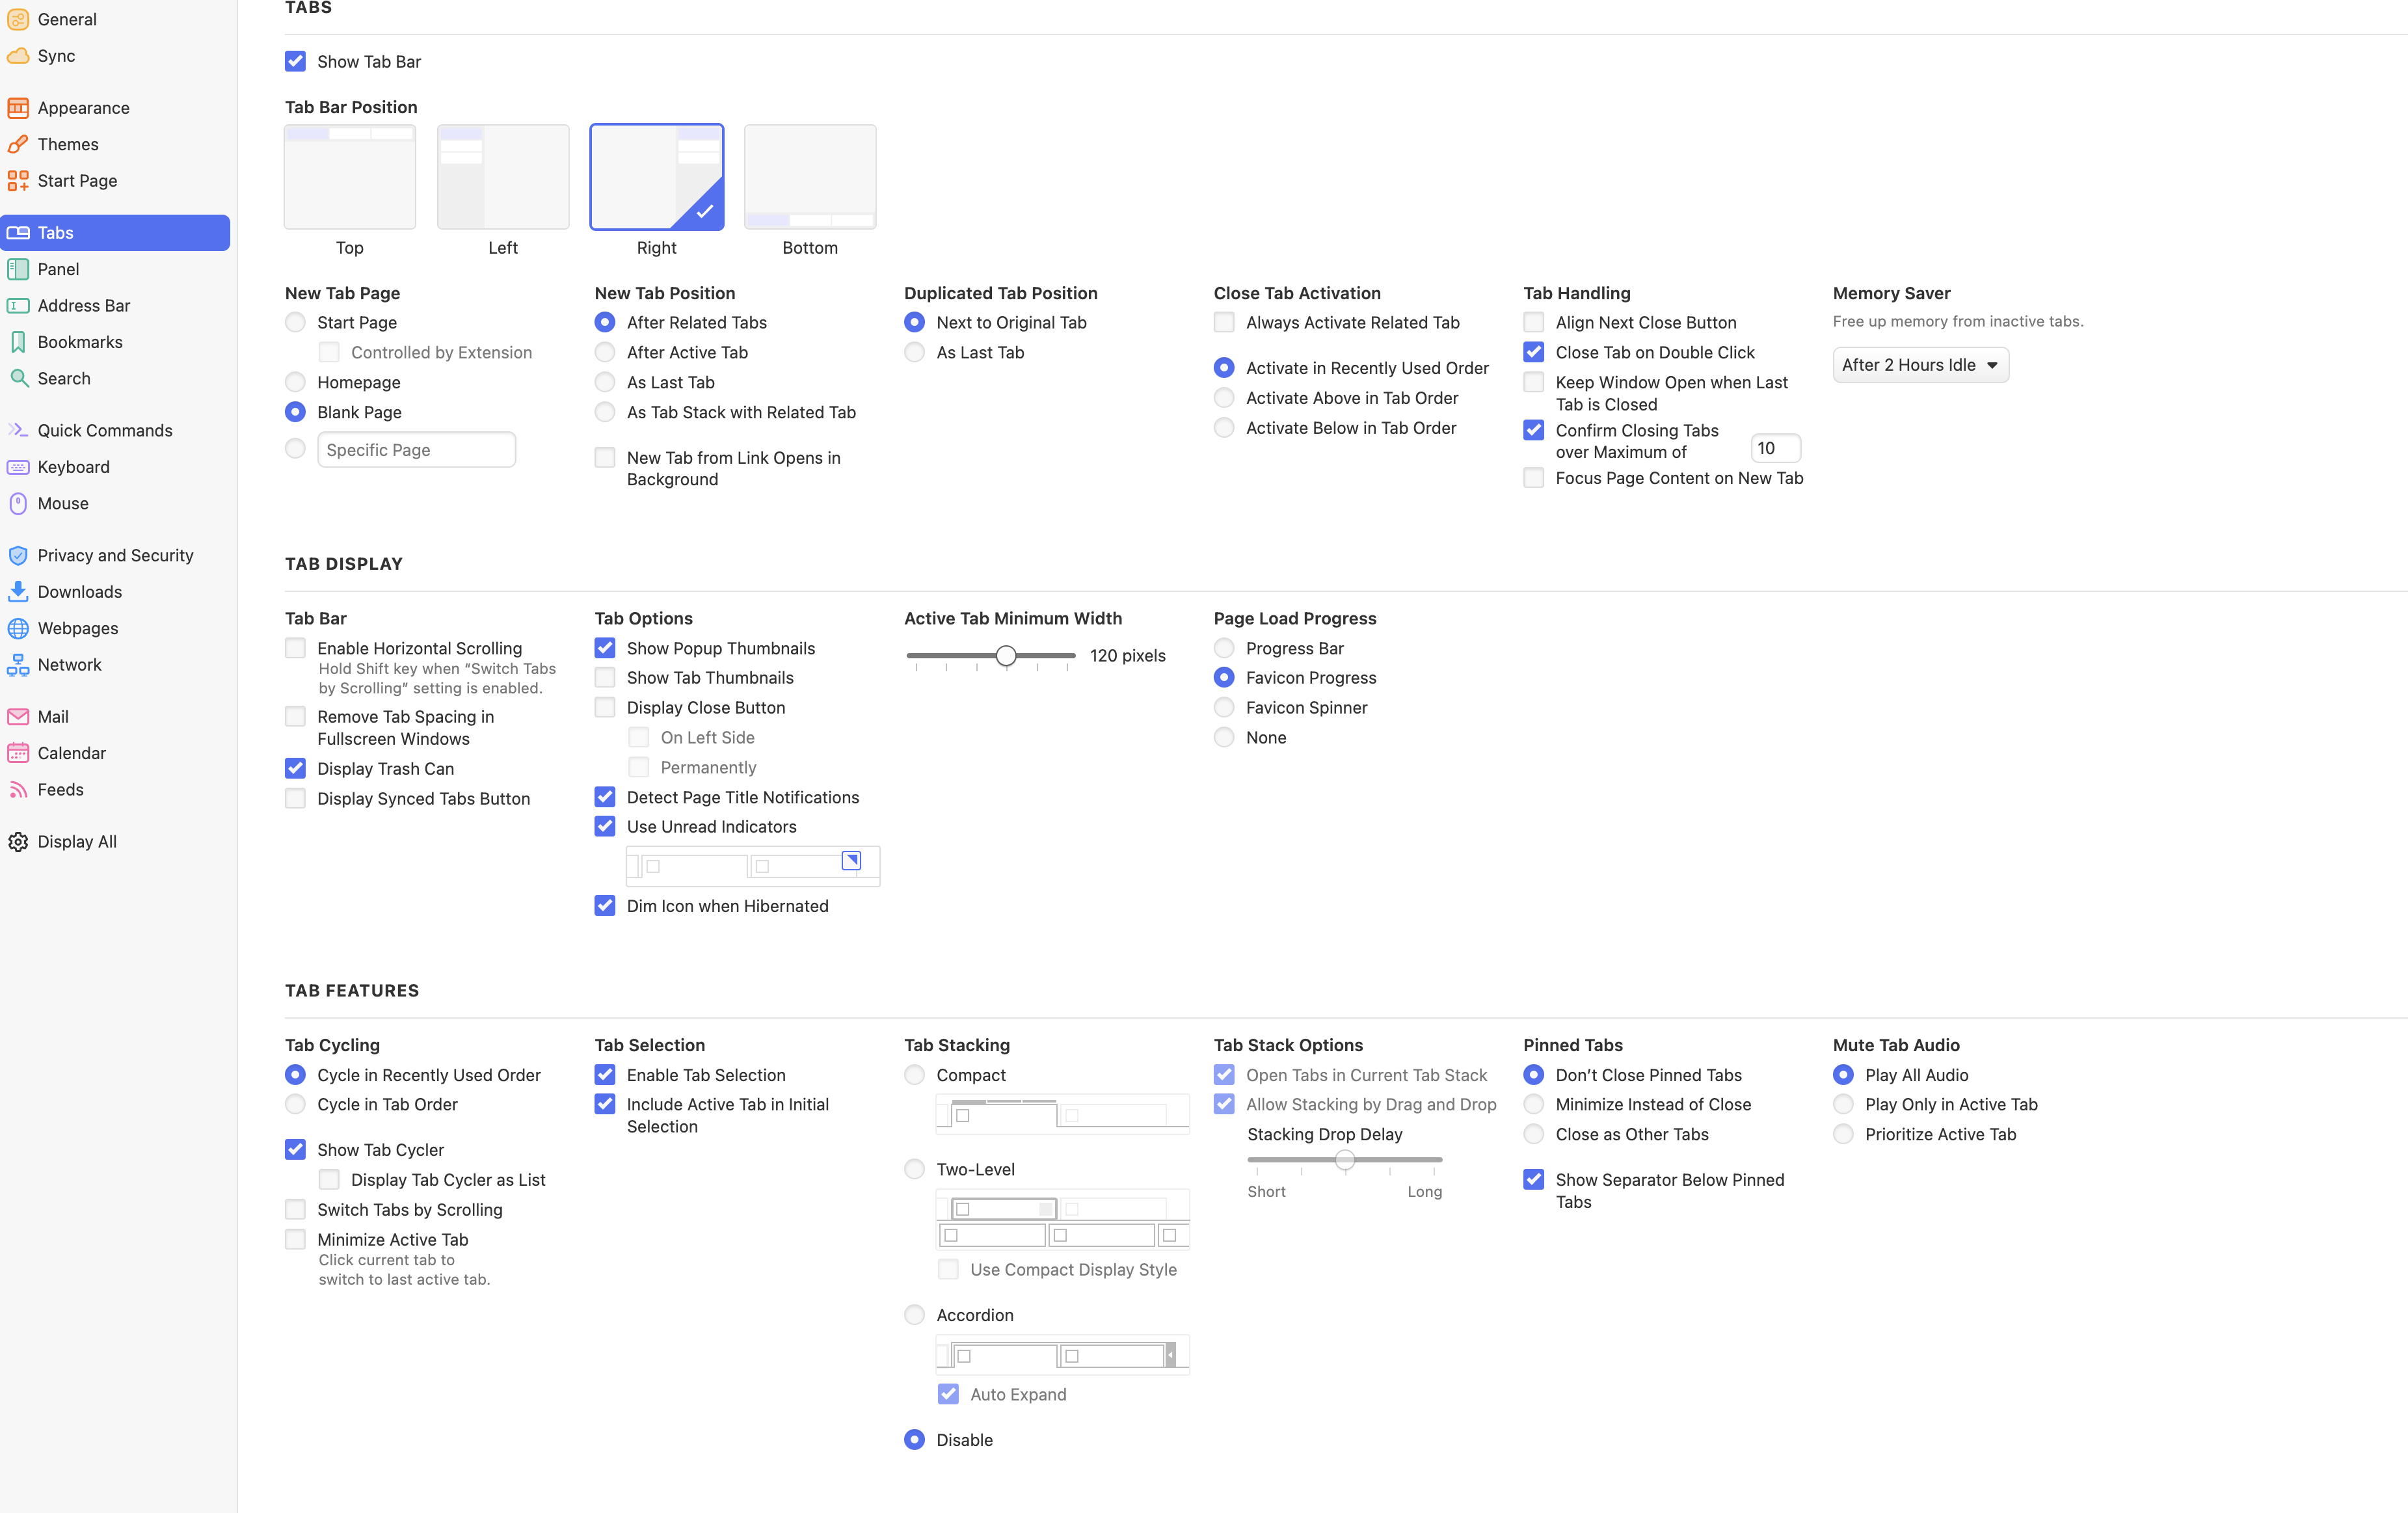 General
Sync
Appearance
Themes
Start Page
Tabs
Panel
Address Bar
Bookmarks
Search
Quick Commands
Keyboard
Mouse
Privacy and Security
Downloads
Webpages
Network
Mail
Calendar
Feeds
Display All
TABS
Show Tab Bar
Tab Bar Position
Top
Left
Right
Bottom
New Tab Page
Start Page
Controlled by Extension
Homepage
Blank Page
Specific Page
New Tab Position
After Related Tabs
After Active Tab
As Last Tab
As Tab Stack with Related Tab
New Tab from Link Opens in
Background
Duplicated Tab Position
Next to Original Tab
As Last Tab
Close Tab Activation
Always Activate Related Tab
Activate in Recently Used Order
Activate Above in Tab Order
Activate Below in Tab Order
Tab Handling
Align Next Close Button
Close Tab on Double Click
Keep Window Open when Last
Tab is Closed
Confirm Closing Tabs
over Maximum of
10
Focus Page Content on New Tab
Memory Saver
Free up memory from inactive tabs.
After 2 Hours Idle
TAB DISPLAY
Tab Bar
Enable Horizontal Scrolling
Hold Shift key when “Switch Tabs
by Scrolling” setting is enabled.
Remove Tab Spacing in
Fullscreen Windows
Display Trash Can
Display Synced Tabs Button
Tab Options
Show Popup Thumbnails
Show Tab Thumbnails
Display Close Button
On Left Side
Permanently
Detect Page Title Notifications
Use Unread Indicators
Dim Icon when Hibernated
Active Tab Minimum Width
120 pixels
Page Load Progress
Progress Bar
Favicon Progress
Favicon Spinner
None
TAB FEATURES
Tab Cycling
Cycle in Recently Used Order
Cycle in Tab Order
Show Tab Cycler
Display Tab Cycler as List
Switch Tabs by Scrolling
Minimize Active Tab
Click current tab to
switch to last active tab.
Tab Selection
Enable Tab Selection
Include Active Tab in Initial
Selection
Tab Stacking
Compact
Two-Level
Use Compact Display Style
Accordion
Auto Expand
Disable
Tab Stack Options
Open Tabs in Current Tab Stack
Allow Stacking by Drag and Drop
Stacking Drop Delay
Short
Long
Pinned Tabs
Don’t Close Pinned Tabs
Minimize Instead of Close
Close as Other Tabs
Show Separator Below Pinned
Tabs
Mute Tab Audio
Play All Audio
Play Only in Active Tab
Prioritize Active Tab